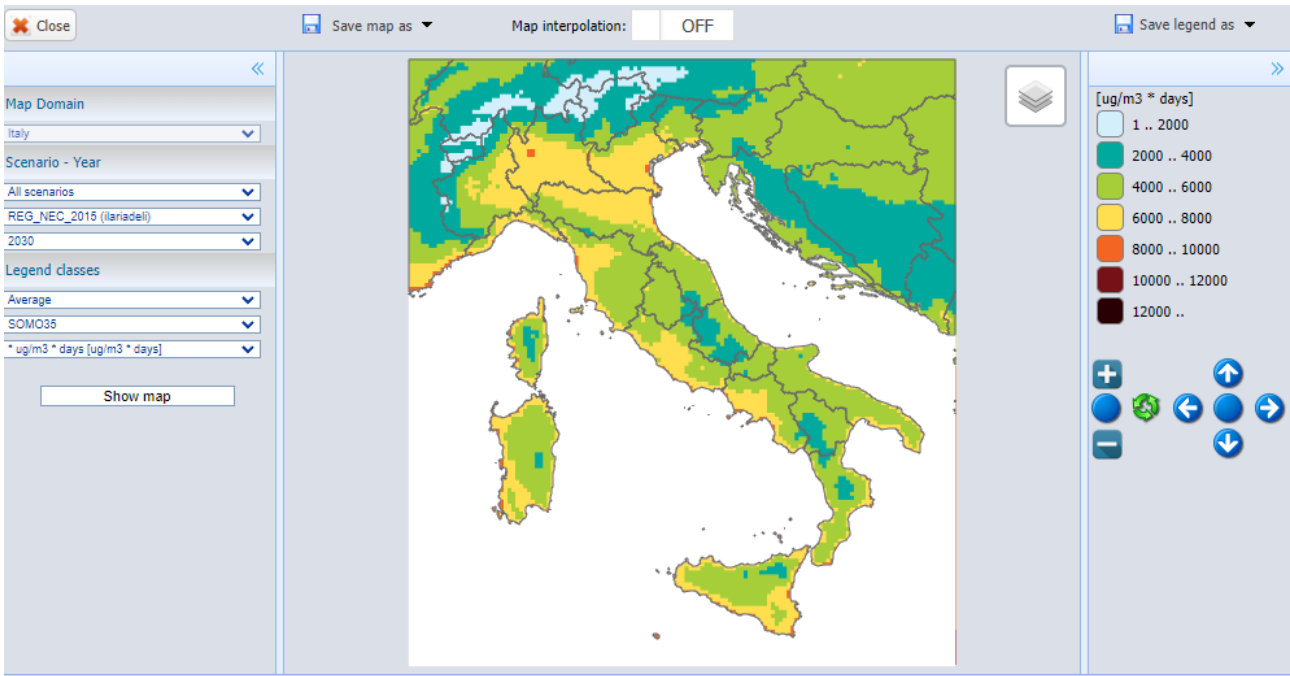 Close
Save map as
Map interpolation:
OFF
Save legend as
Map Domain
Italy
Scenario - Year
All scenarios
REG_NEC_2015 (ilariadeli)
2030
Legend classes
Average
SOMO35
* ug/m3 * days [ug/m3 * days]
Show map
[ug/m3 * days]
1 .. 2000
2000 .. 4000
4000 .. 6000
6000 .. 8000
8000 .. 10000
10000 .. 12000
12000 ..